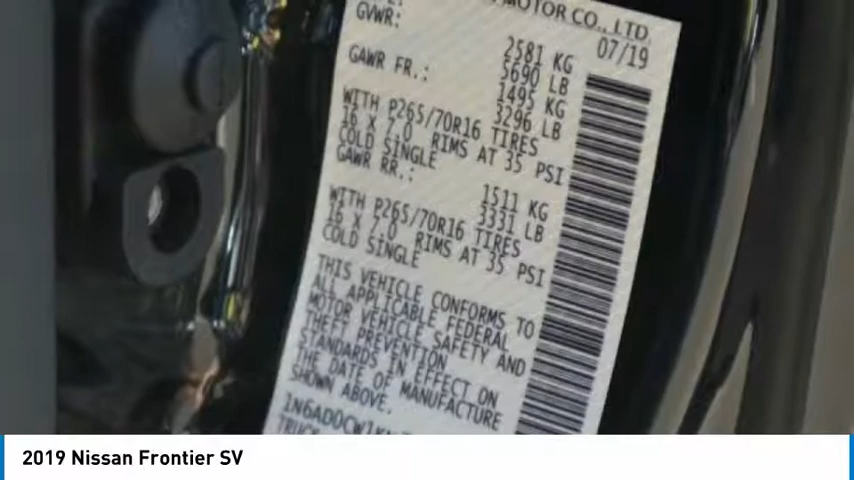 MOTOR CO., LTD.
GVWR:
07/19
2581 KG
5690 LB
GAWR FR.:
1495 KG
3296 LB
WITH P265/70R16 TIRES
16 X 7.0 RIMS AT 35 PSI
COLD SINGLE
GAWR RR.:
1511 KG
3331 LB
WITH P265/70R16 TIRES
16 X 7.0 RIMS AT 35 PSI
COLD SINGLE
THIS VEHICLE CONFORMS TO
ALL APPLICABLE FEDERAL
MOTOR VEHICLE SAFETY AND
THEFT PREVENTION
STANDARDS IN EFFECT ON
THE DATE OF MANUFACTURE
SHOWN ABOVE.
2019 Nissan Frontier SV